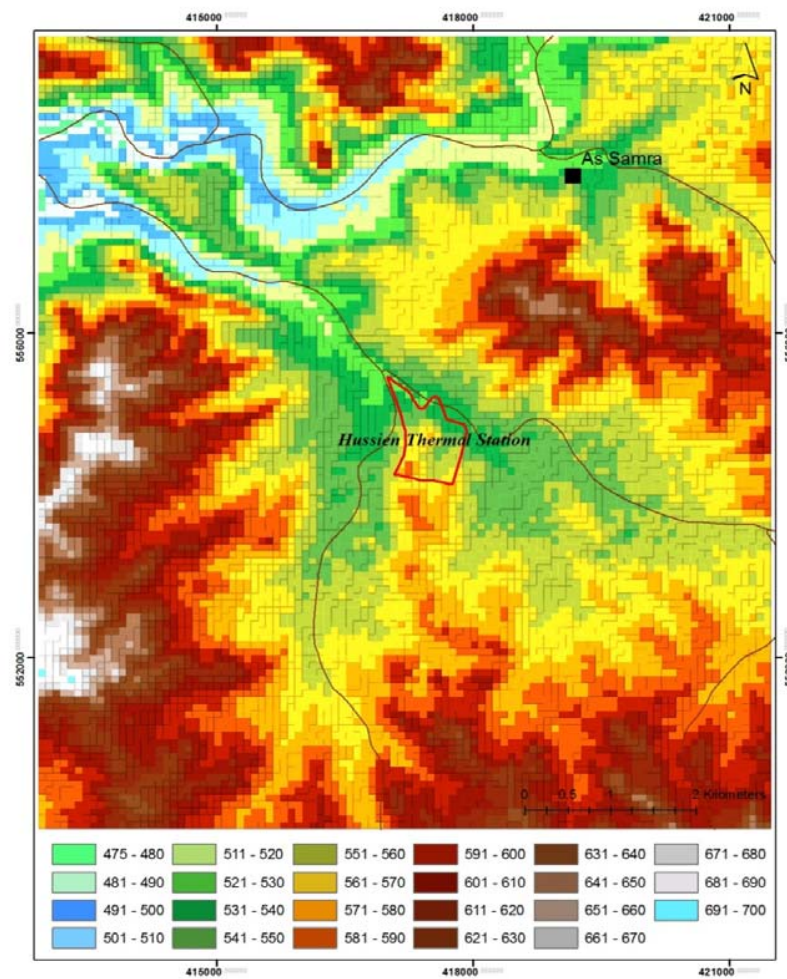 415000 418000 421000
N
As Samra
556000
Hussien Thermal Station
552000
0 0.5 1 2 Kilometers
475 - 480 511 - 520 551 - 560 591 - 600 631 - 640 671 - 680
481 - 490 521 - 530 561 - 570 601 - 610 641 - 650 681 - 690
491 - 500 531 - 540 571 - 580 611 - 620 651 - 660 691 - 700
501 - 510 541 - 550 581 - 590 621 - 630 661 - 670
415000 418000 421000